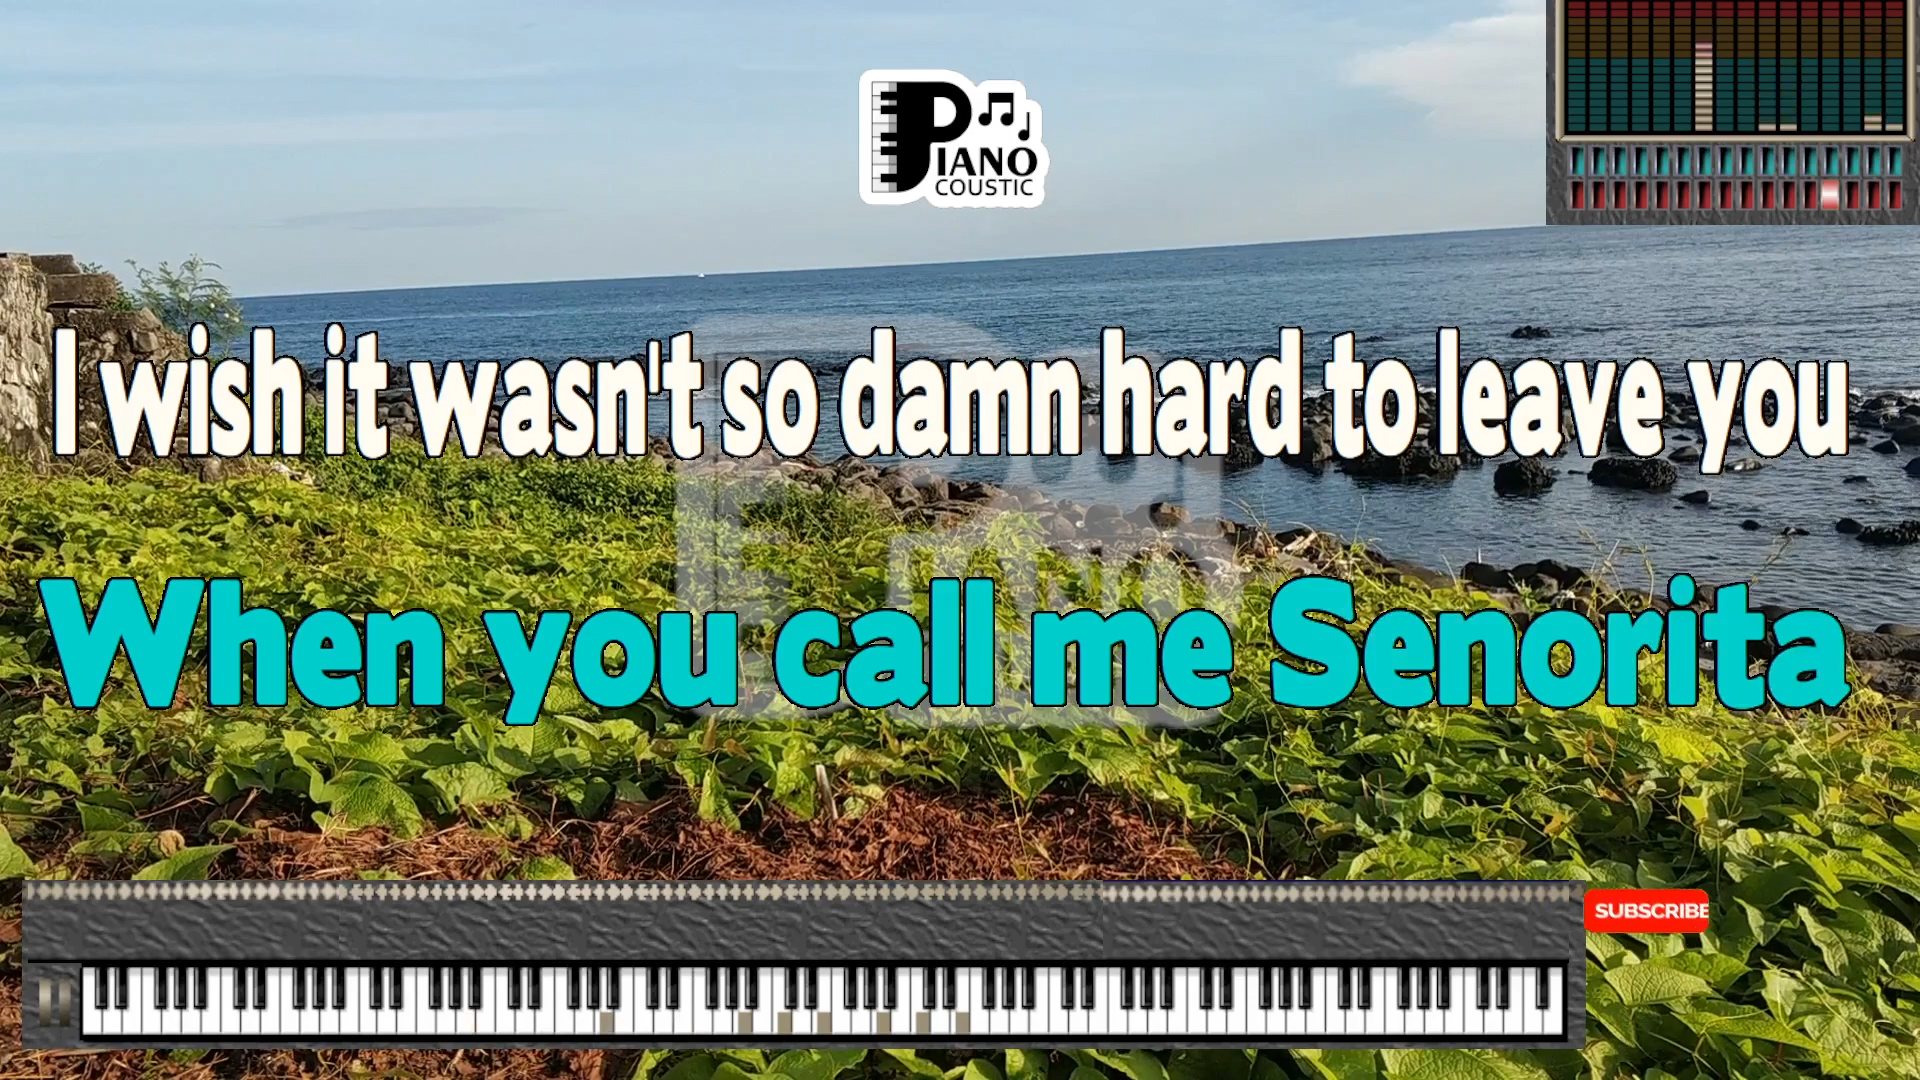 PIANO
COUSTIC
I wish it wasn't so damn hard to leave you
When you call me Senorita
SUBSCRIBE